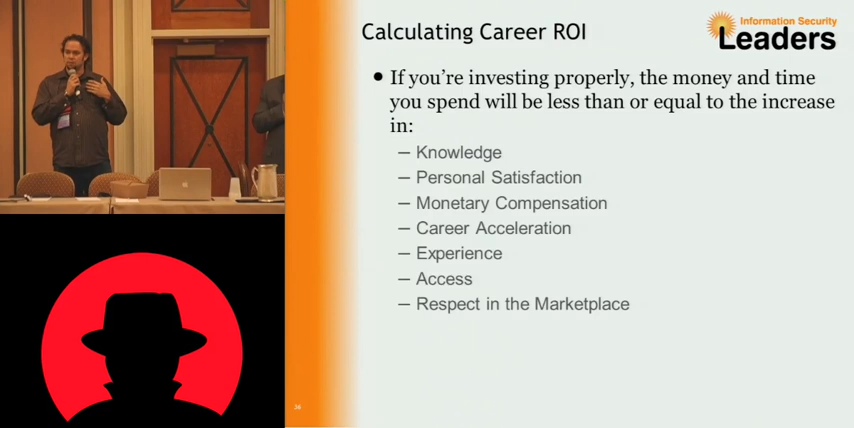 Calculating Career ROI
Information Security
Leaders
• If you're investing properly, the money and time
you spend will be less than or equal to the increase
in:
– Knowledge
– Personal Satisfaction
– Monetary Compensation
– Career Acceleration
– Experience
– Access
– Respect in the Marketplace
36